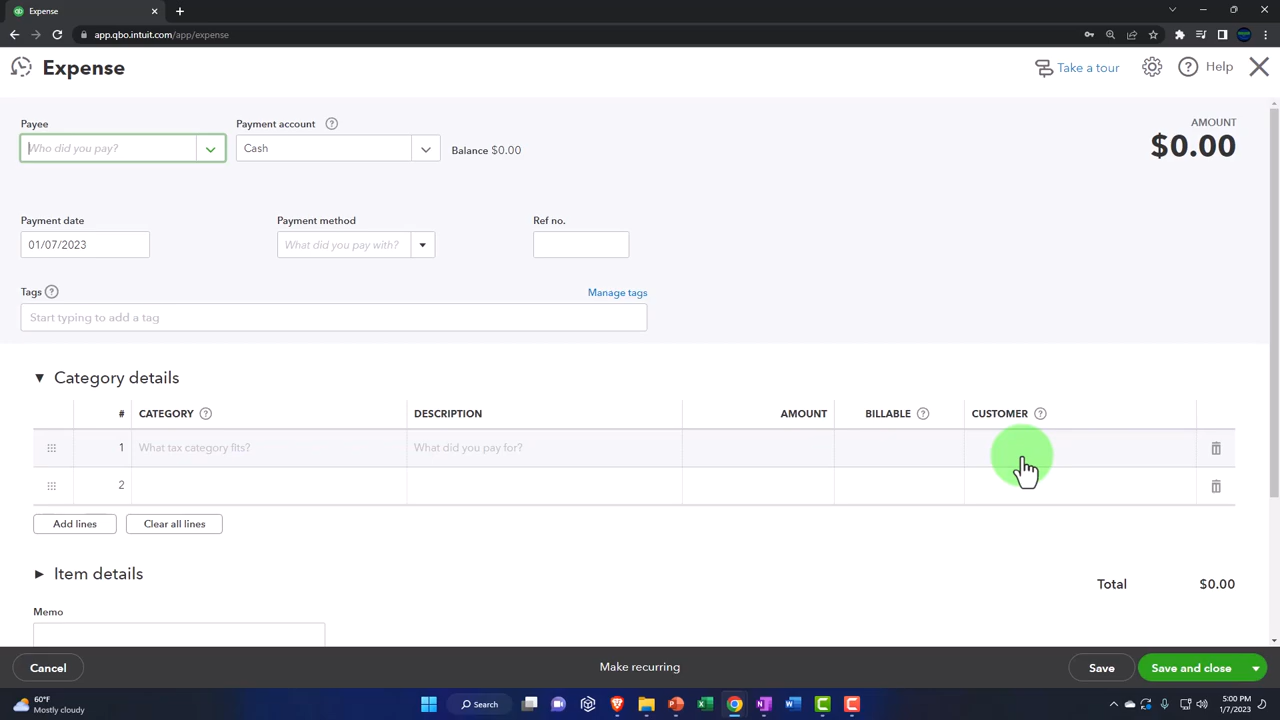 Expense
app.qbo.intuit.com/app/expense
Expense
Take a tour
Help
Payee
Payment account
AMOUNT
Who did you pay?
Cash
Balance $0.00
$0.00
Payment date
Payment method
Ref no.
01/07/2023
What did you pay with?
Tags
Manage tags
Start typing to add a tag
Category details
# CATEGORY DESCRIPTION AMOUNT BILLABLE CUSTOMER
1 What tax category fits? What did you pay for?
2
Add lines
Clear all lines
Item details
Total $0.00
Memo
Cancel
Make recurring
Save
Save and close
60°F
Mostly cloudy
Search
5:00 PM
1/7/2023